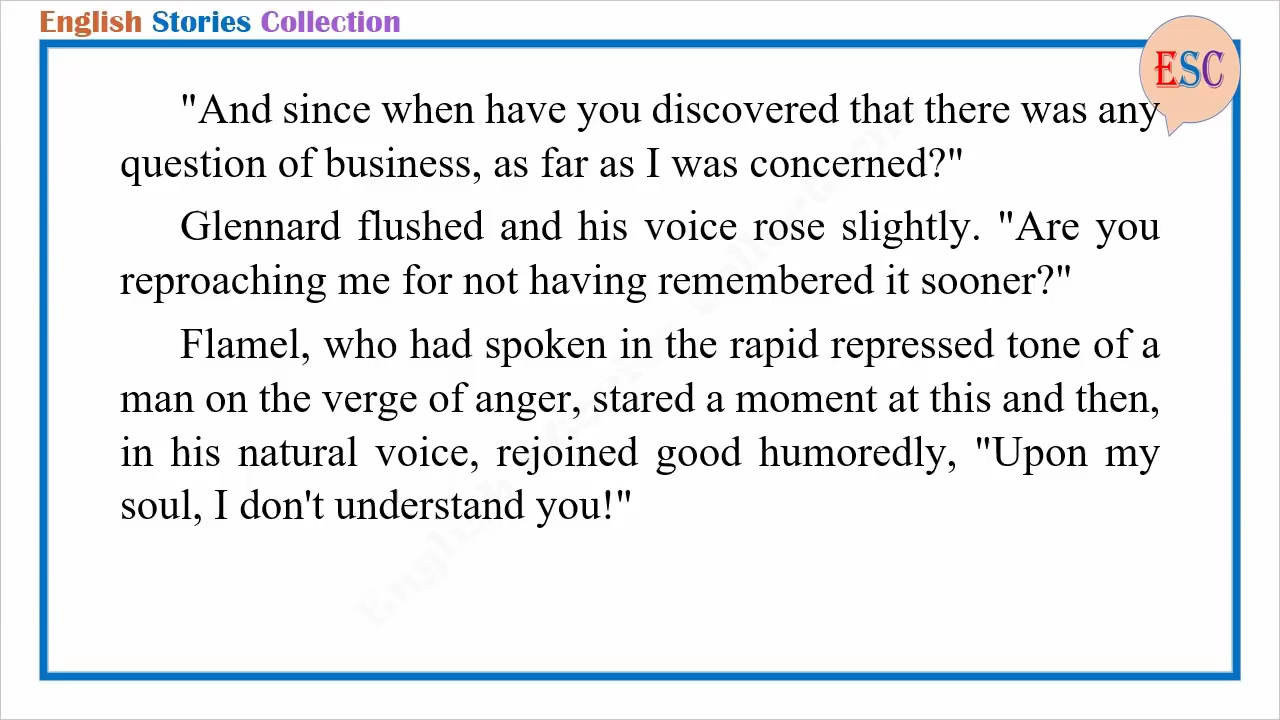 English Stories Collection
ESC
"And since when have you discovered that there was any
question of business, as far as I was concerned?"
Glennard flushed and his voice rose slightly. "Are you
reproaching me for not having remembered it sooner?"
Flamel, who had spoken in the rapid repressed tone of a
man on the verge of anger, stared a moment at this and then,
in his natural voice, rejoined good humoredly, "Upon my
soul, I don't understand you!"